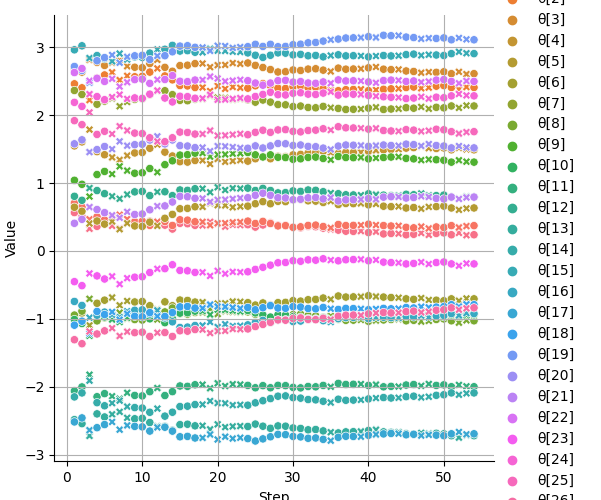 θ[2]
θ[3]
θ[4]
θ[5]
θ[6]
θ[7]
θ[8]
θ[9]
θ[10]
θ[11]
θ[12]
θ[13]
θ[14]
θ[15]
θ[16]
θ[17]
θ[18]
θ[19]
θ[20]
θ[21]
θ[22]
θ[23]
θ[24]
θ[25]
θ[26]
Value
3
2
1
0
−1
−2
−3
0
10
20
30
40
50
Step